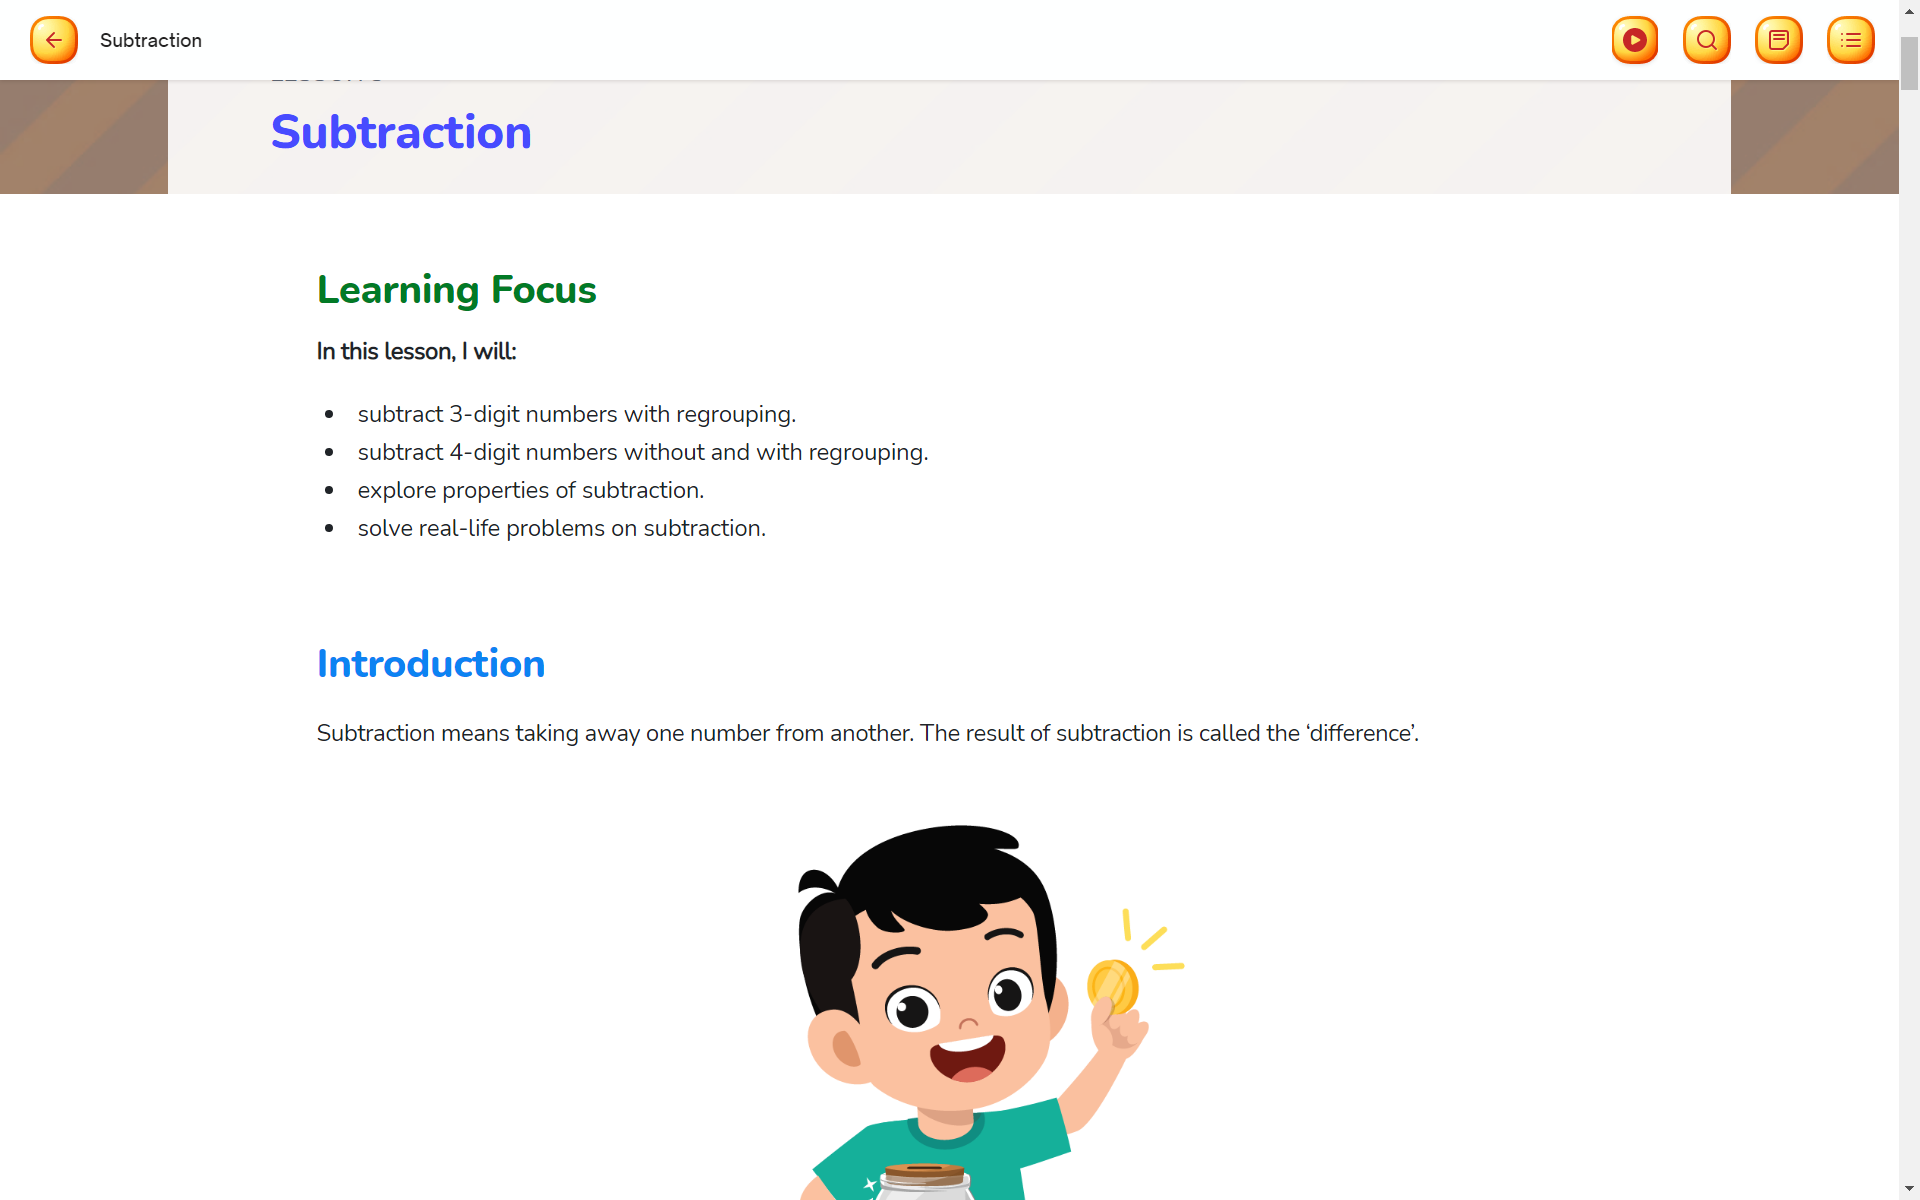 Subtraction
Subtraction
Learning Focus
In this lesson, I will:
subtract 3-digit numbers with regrouping.
subtract 4-digit numbers without and with regrouping.
explore properties of subtraction.
solve real-life problems on subtraction.
Introduction
Subtraction means taking away one number from another. The result of subtraction is called the ‘difference’.